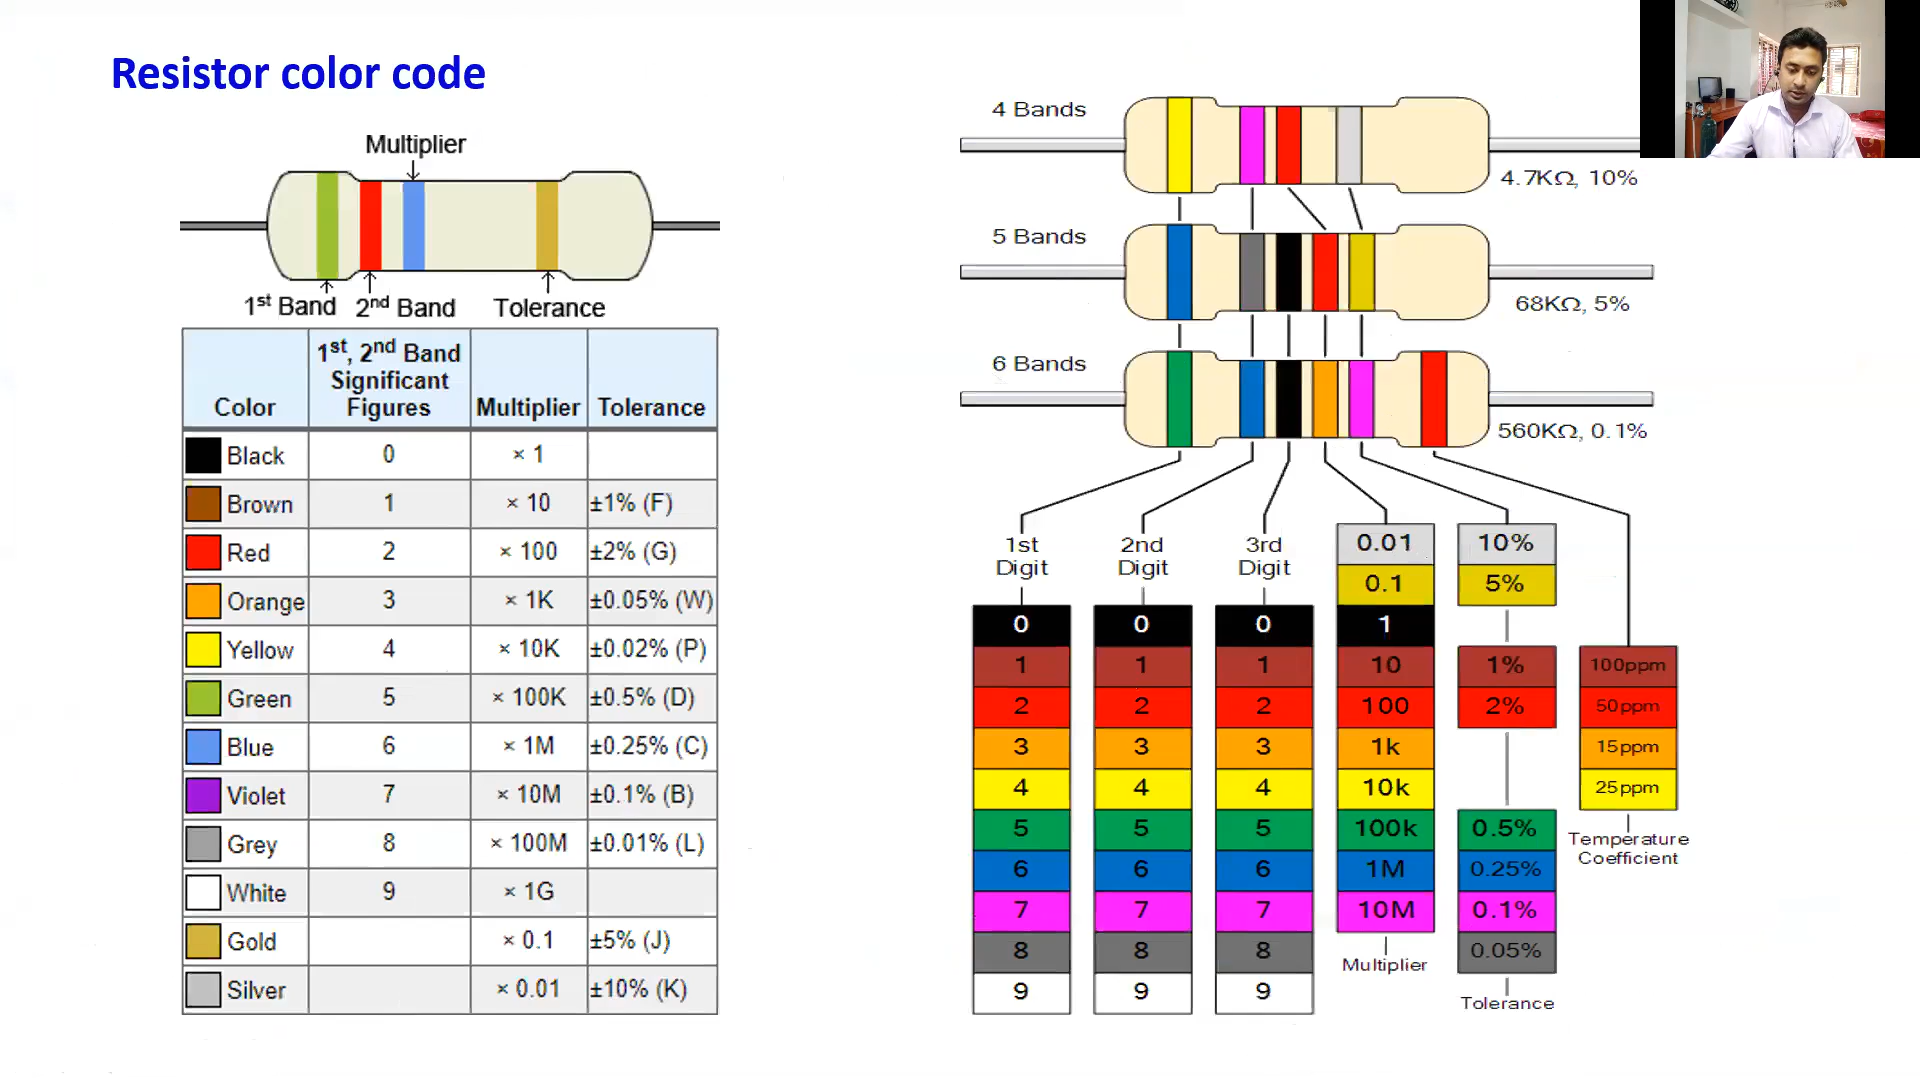 Resistor color code
Multiplier
1st Band 2nd Band Tolerance
Color 1st, 2nd Band Significant Figures Multiplier Tolerance
Black 0 × 1
Brown 1 × 10 ±1% (F)
Red 2 × 100 ±2% (G)
Orange 3 × 1K ±0.05% (W)
Yellow 4 × 10K ±0.02% (P)
Green 5 × 100K ±0.5% (D)
Blue 6 × 1M ±0.25% (C)
Violet 7 × 10M ±0.1% (B)
Grey 8 × 100M ±0.01% (L)
White 9 × 1G
Gold × 0.1 ±5% (J)
Silver × 0.01 ±10% (K)
4 Bands
4.7KΩ, 10%
5 Bands
68KΩ, 5%
6 Bands
560KΩ, 0.1%
1st Digit 2nd Digit 3rd Digit
0.01 10%
0.1 5%
0 0 0 1
1 1 1 10 1% 100ppm
2 2 2 100 2% 50ppm
3 3 3 1k 15ppm
4 4 4 10k 25ppm
5 5 5 100k 0.5%
6 6 6 1M 0.25%
7 7 7 10M 0.1%
8 8 8 0.05%
9 9 9
Multiplier
Tolerance
Temperature
Coefficient